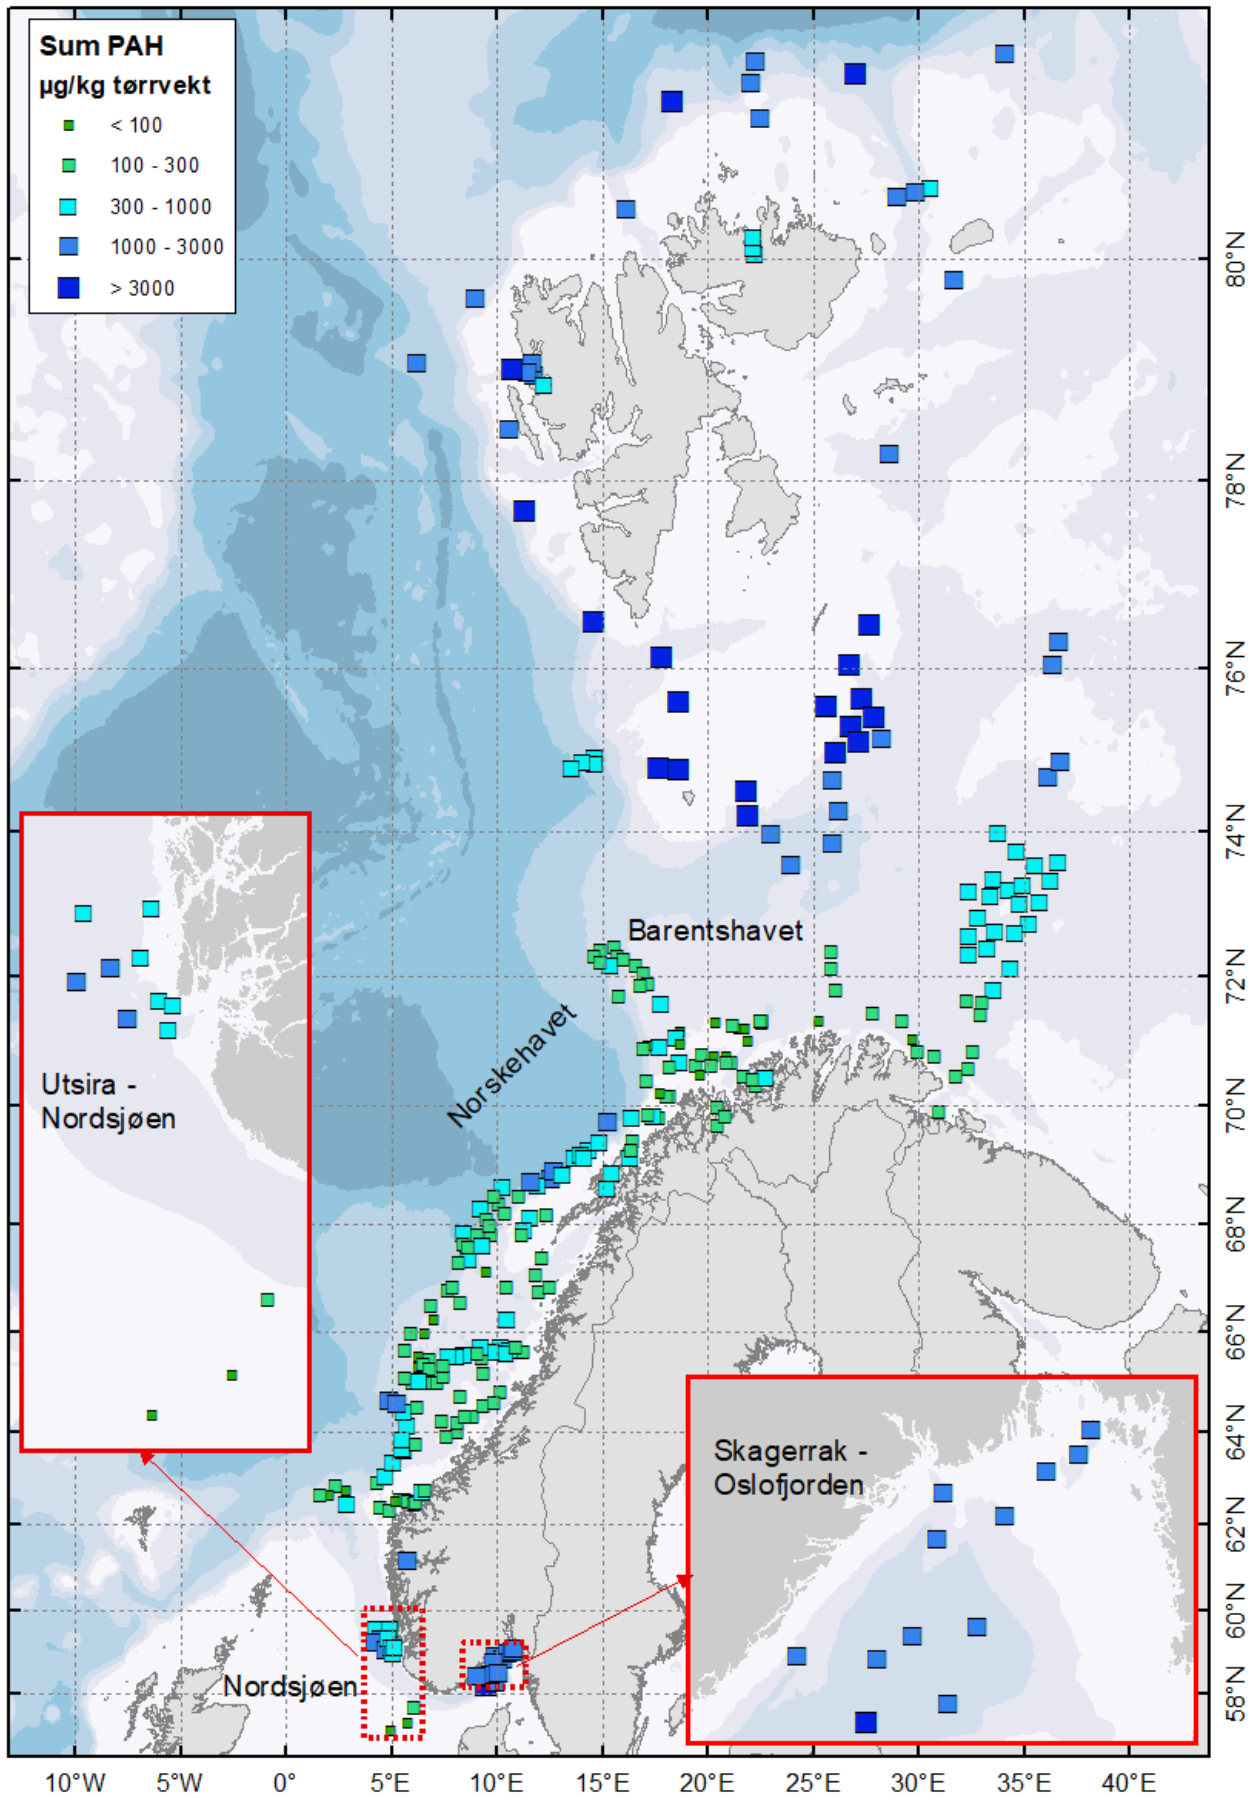 Sum PAH
µg/kg tørrvekt
< 100
100 - 300
300 - 1000
1000 - 3000
> 3000
80°N
78°N
76°N
74°N
Barentshavet
72°N
Norskehavet
Utsira -
Nordsjøen
70°N
68°N
66°N
Skagerrak -
Oslofjorden
64°N
62°N
60°N
Nordsjøen
58°N
10°W
5°W
0°
5°E
10°E
15°E
20°E
25°E
30°E
35°E
40°E